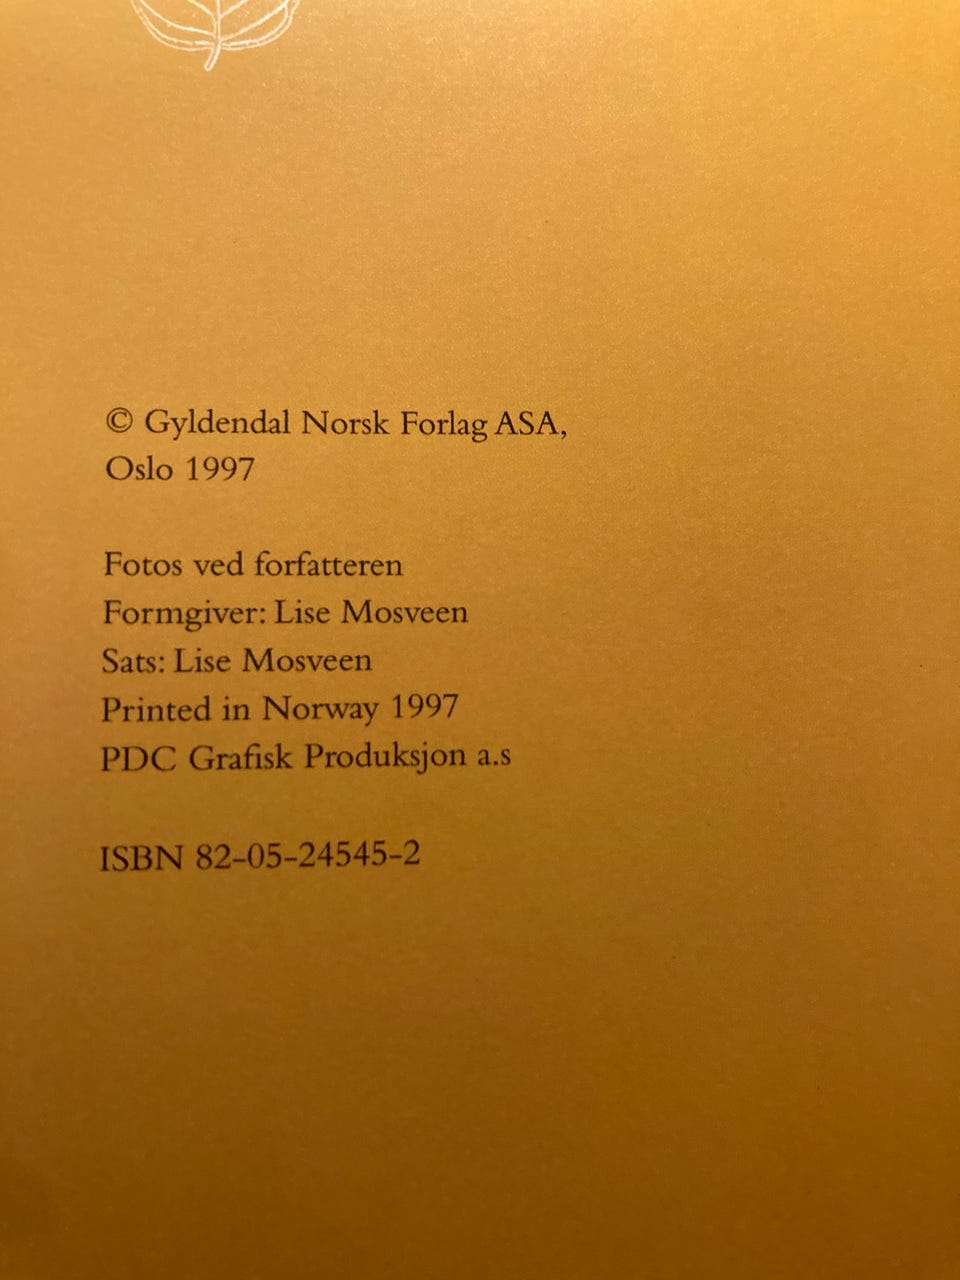 © Gyldendal Norsk Forlag ASA,
Oslo 1997
Fotos ved forfatteren
Formgiver: Lise Mosveen
Sats: Lise Mosveen
Printed in Norway 1997
PDC Grafisk Produksjon a.s
ISBN 82-05-24545-2